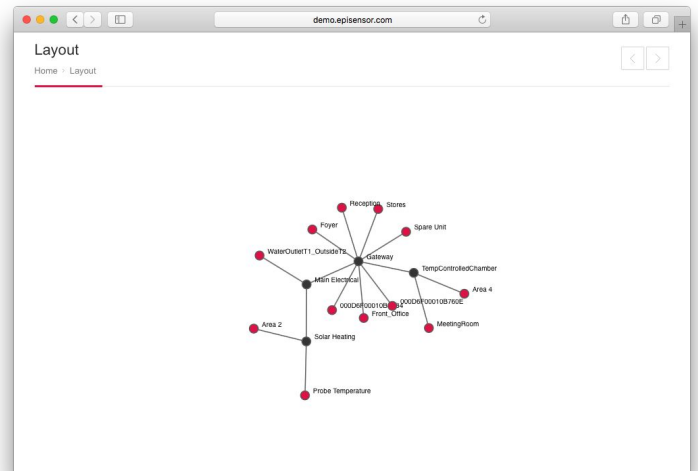 demo.episensor.com
Layout
Home › Layout
Reception
Stores
Foyer
Spare Unit
WaterOutletT1_OutsideT2
Gateway
TempControlledChamber
Main Electrical
Area 4
000D6F00010B760E
Front_Office
Area 2
MeetingRoom
Solar Heating
Probe Temperature